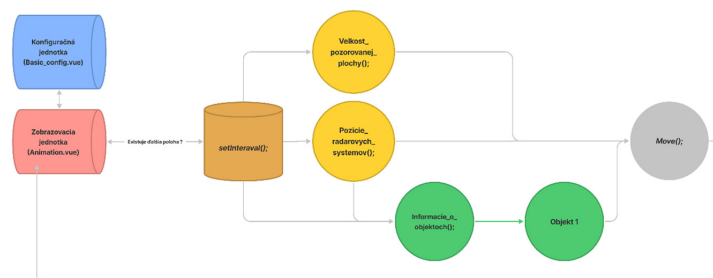 Konfiguračná
jednotka
(Basic_config.vue)
Velkost_
pozorovanej_
plochy();
Zobrazovacia
jednotka
(Animation.vue)
Existuje ďalšia poloha ?
setInteraval();
Pozicie_
radarovych_
systemov();
Move();
Informacie_o_
objektoch();
Objekt 1